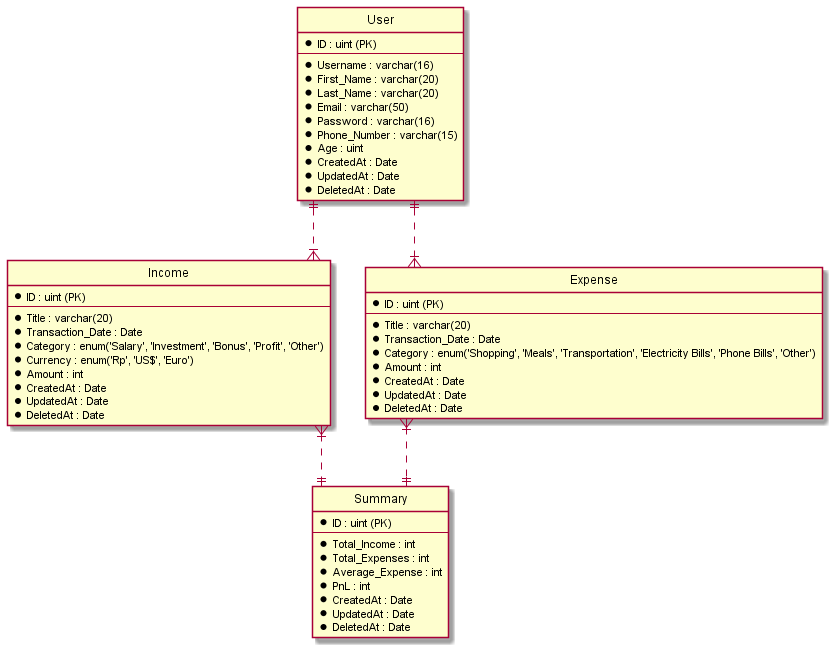 User
ID : uint (PK)
Username : varchar(16)
First_Name : varchar(20)
Last_Name : varchar(20)
Email : varchar(50)
Password : varchar(16)
Phone_Number : varchar(15)
Age : uint
CreatedAt : Date
UpdatedAt : Date
DeletedAt : Date
Income
ID : uint (PK)
Title : varchar(20)
Transaction_Date : Date
Category : enum('Salary', 'Investment', 'Bonus', 'Profit', 'Other')
Currency : enum('Rp', 'US$', 'Euro')
Amount : int
CreatedAt : Date
UpdatedAt : Date
DeletedAt : Date
Expense
ID : uint (PK)
Title : varchar(20)
Transaction_Date : Date
Category : enum('Shopping', 'Meals', 'Transportation', 'Electricity Bills', 'Phone Bills', 'Other')
Amount : int
CreatedAt : Date
UpdatedAt : Date
DeletedAt : Date
Summary
ID : uint (PK)
Total_Income : int
Total_Expenses : int
Average_Expense : int
PnL : int
CreatedAt : Date
UpdatedAt : Date
DeletedAt : Date